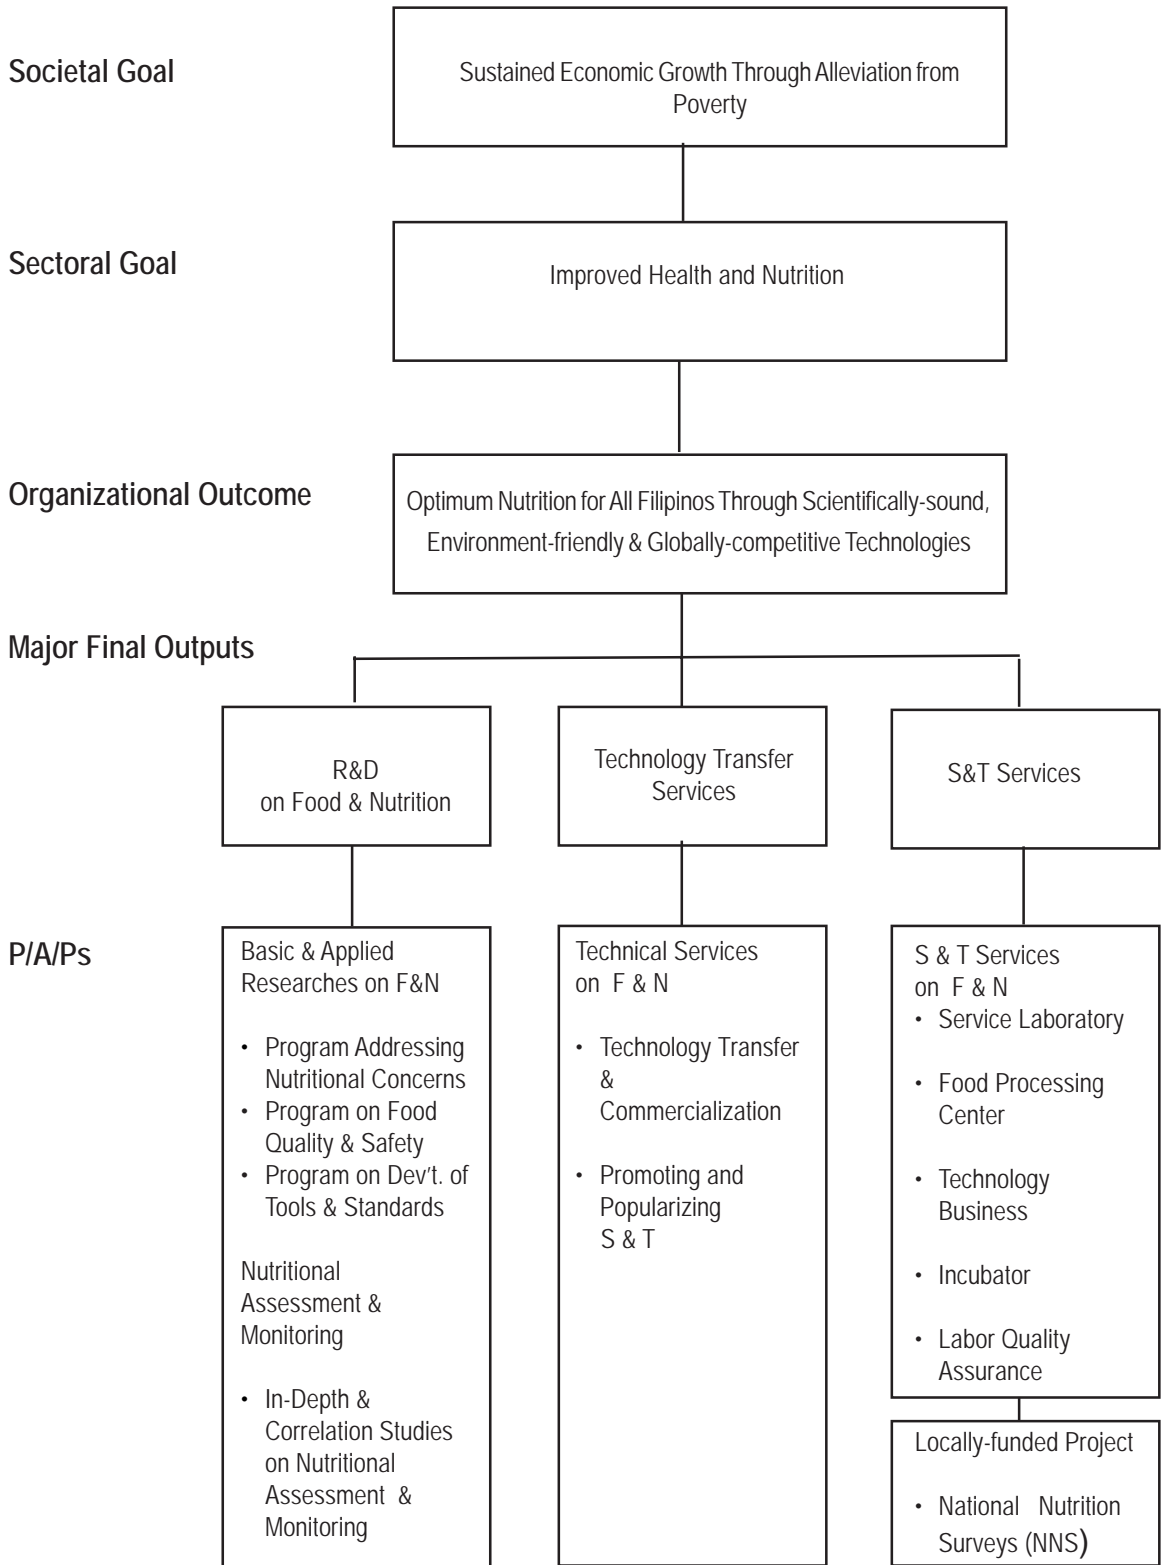 Societal Goal
Sustained Economic Growth Through Alleviation from
Poverty
Sectoral Goal
Improved Health and Nutrition
Organizational Outcome
Optimum Nutrition for All Filipinos Through Scientifically-sound,
Environment-friendly & Globally-competitive Technologies
Major Final Outputs
R&D
on Food & Nutrition
Technology Transfer
Services
S&T Services
P/A/Ps
Basic & Applied
Researches on F&N
• Program Addressing
Nutritional Concerns
• Program on Food
Quality & Safety
• Program on Dev't. of
Tools & Standards
Nutritional
Assessment &
Monitoring
• In-Depth &
Correlation Studies
on Nutritional
Assessment &
Monitoring
Technical Services
on F & N
• Technology Transfer
&
Commercialization
• Promoting and
Popularizing
S & T
S & T Services
on F & N
• Service Laboratory
• Food Processing
Center
• Technology
Business
• Incubator
• Labor Quality
Assurance
Locally-funded Project
• National Nutrition
Surveys (NNS)